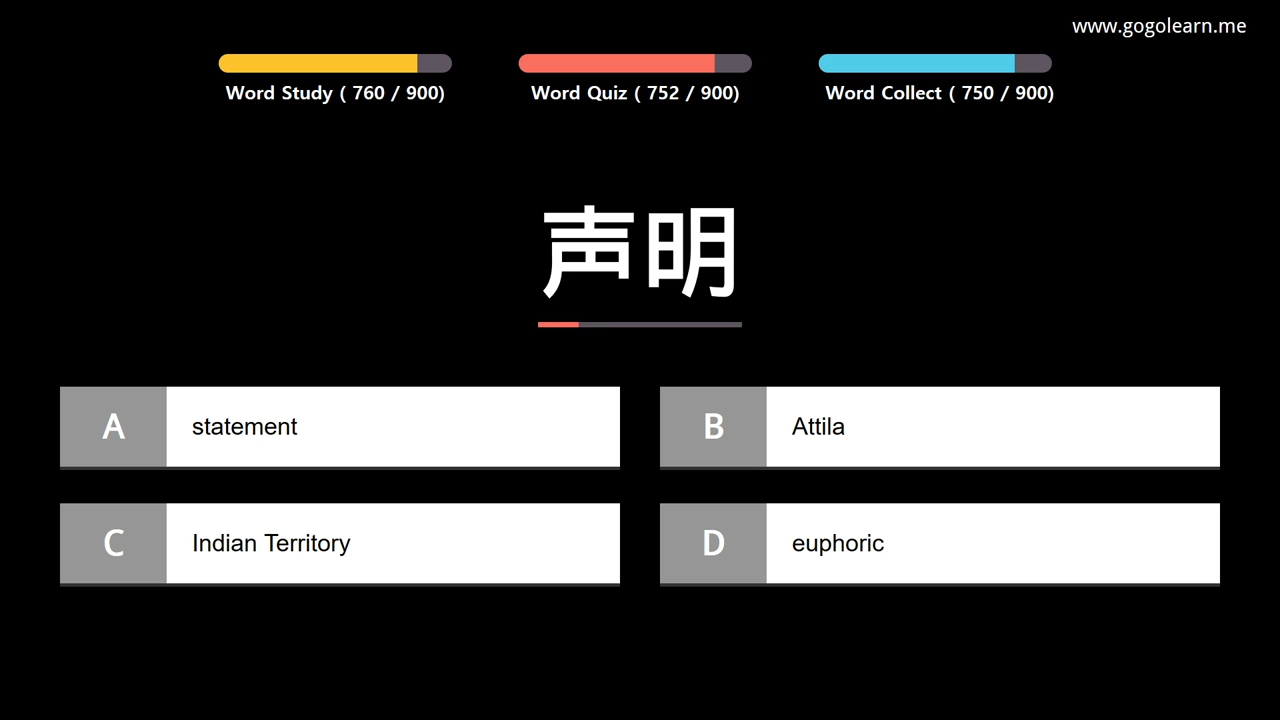 www.gogolearn.me
Word Study ( 760 / 900)
Word Quiz ( 752 / 900)
Word Collect ( 750 / 900)
声明
A statement
B Attila
C Indian Territory
D euphoric